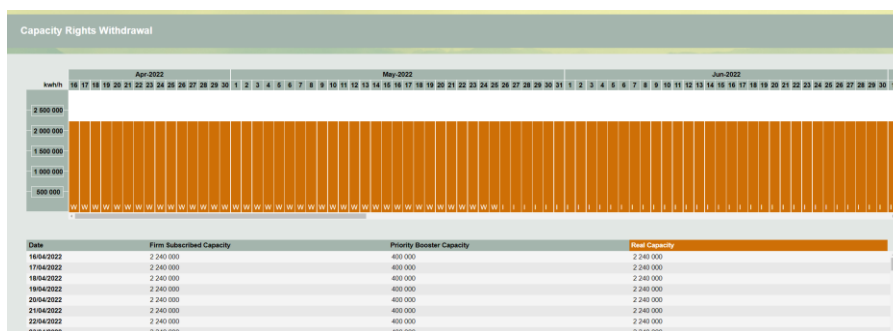 Capacity Rights Withdrawal
Apr-2022 May-2022 Jun-2022
kwh/h 16 17 18 19 20 21 22 23 24 25 26 27 28 29 30 1 2 3 4 5 6 7 8 9 10 11 12 13 14 15 16 17 18 19 20 21 22 23 24 25 26 27 28 29 30 31 1 2 3 4 5 6 7 8 9 10 11 12 13 14 15 16 17 18 19 20 21 22 23 24 25 26 27 28 29 30
2 500 000
2 000 000
1 500 000
1 000 000
500 000
W W W W W W W W W W W W W W W W W W W W W W W W W W W W W W W W W W W W W W W W I I I I I I I I I I I I I I I I I I I I I I I I I I I I I I I I I I I I
Date Firm Subscribed Capacity Priority Booster Capacity Real Capacity
16/04/2022 2 240 000 400 000 2 240 000
17/04/2022 2 240 000 400 000 2 240 000
18/04/2022 2 240 000 400 000 2 240 000
19/04/2022 2 240 000 400 000 2 240 000
20/04/2022 2 240 000 400 000 2 240 000
21/04/2022 2 240 000 400 000 2 240 000
22/04/2022 2 240 000 400 000 2 240 000